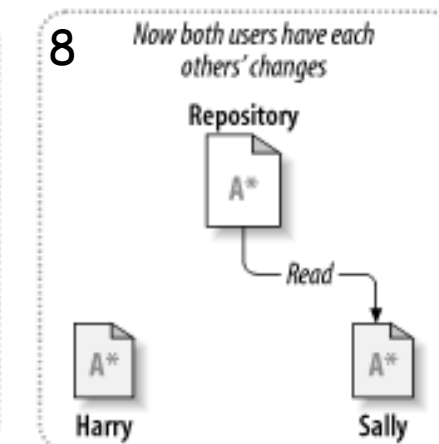 8
Now both users have each
others' changes
Repository
A*
Read
A*
A*
Harry
Sally